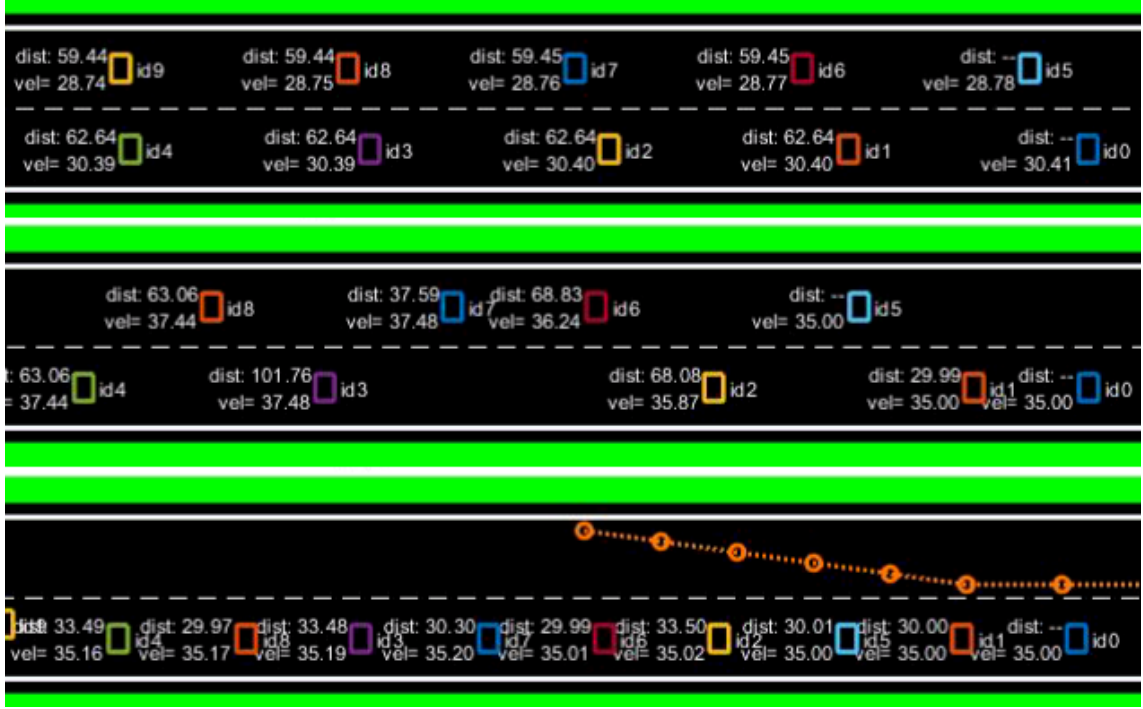 dist: 59.44 dist: 59.44 dist: 59.45 dist: 59.45 dist: --
id9 id8 id7 id6 id5
vel= 28.74 vel= 28.75 vel= 28.76 vel= 28.77 vel= 28.78
dist: 62.64 dist: 62.64 dist: 62.64 dist: 62.64 dist: --
id4 id3 id2 id1 id0
vel= 30.39 vel= 30.39 vel= 30.40 vel= 30.40 vel= 30.41
dist: 63.06 dist: 37.59 dist: 68.83 dist: --
id8 id7 id6 id5
vel= 37.44 vel= 37.48 vel= 36.24 vel= 35.00
t: 63.06 dist: 101.76 dist: 68.08 dist: 29.99 dist: --
id4 id3 id2 id1 id0
= 37.44 vel= 37.48 vel= 35.87 vel= 35.00 vel= 35.00
dist: 33.49 dist: 29.97 dist: 33.48 dist: 30.30 dist: 29.99 dist: 33.50 dist: 30.01 dist: 30.00 dist: --
id4 id8 id3 id7 id6 id2 id5 id1 id0
vel= 35.16 vel= 35.17 vel= 35.19 vel= 35.20 vel= 35.01 vel= 35.02 vel= 35.00 vel= 35.00 vel= 35.00